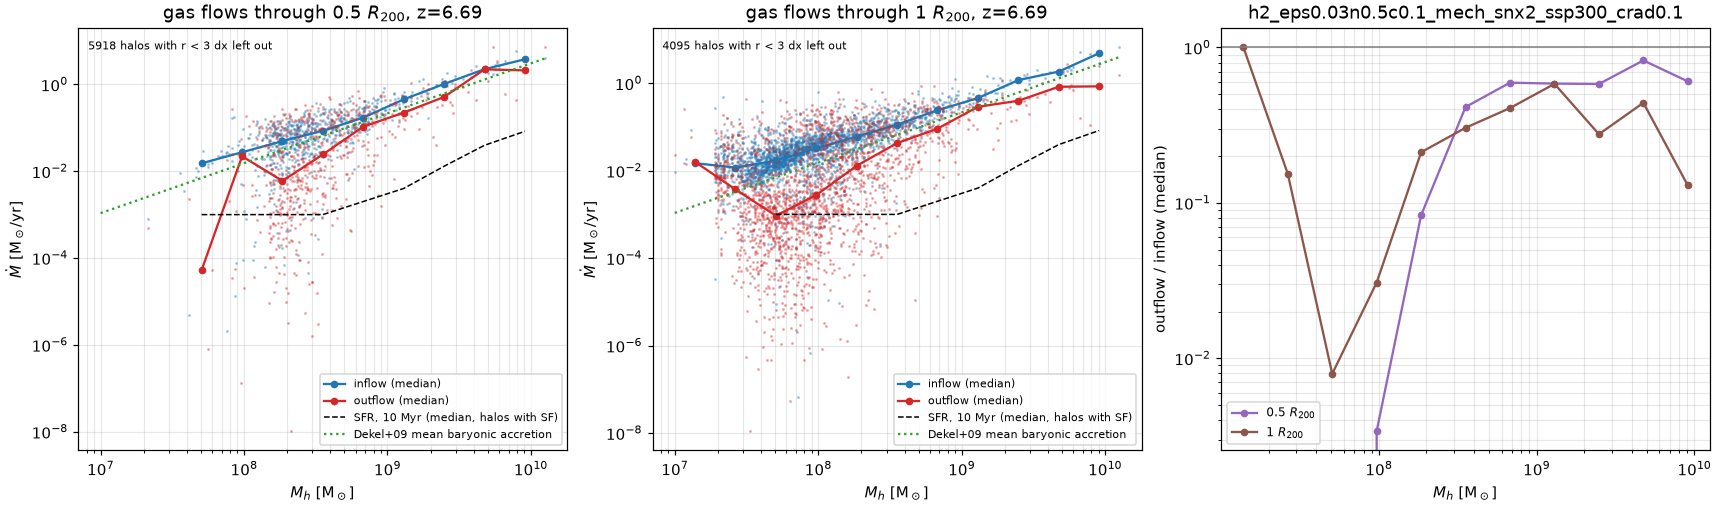 gas flows through 0.5 R200, z=6.69
5918 halos with r < 3 dx left out
10^0
10^−2
10^−4
10^−6
10^−8
Ṁ [M⊙/yr]
inflow (median)
outflow (median)
SFR, 10 Myr (median, halos with SF)
Dekel+09 mean baryonic accretion
10^7
10^8
10^9
10^10
M_h [M⊙]
gas flows through 1 R200, z=6.69
4095 halos with r < 3 dx left out
10^0
10^−2
10^−4
10^−6
10^−8
Ṁ [M⊙/yr]
inflow (median)
outflow (median)
SFR, 10 Myr (median, halos with SF)
Dekel+09 mean baryonic accretion
10^7
10^8
10^9
10^10
M_h [M⊙]
h2_eps0.03n0.5c0.1_mech_snx2_ssp300_crad0.1
10^0
10^−1
10^−2
outflow / inflow (median)
0.5 R200
1 R200
10^8
10^9
10^10
M_h [M⊙]